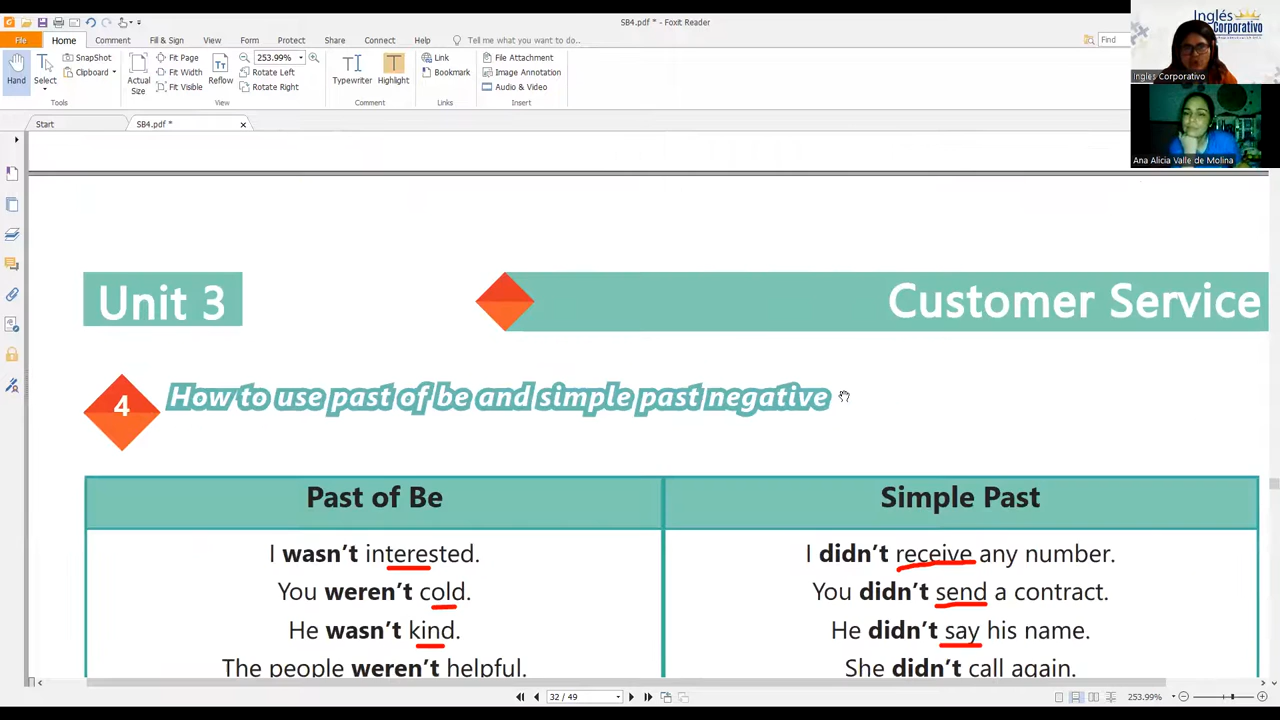 SB4.pdf * - Foxit Reader
File Home Comment Fill & Sign View Form Protect Share Connect Help Tell me what you want to do.. Find
Hand Select SnapShot Clipboard Actual Size Fit Page Fit Width Fit Visible Reflow 253.99% Rotate Left Rotate Right Typewriter Highlight Link Bookmark File Attachment Image Annotation Audio & Video
Tools View Comment Links Insert
Start SB4.pdf *
Inglés
Corporativo
Inglés Corporativo
Ana Alicia Valle de Molina
Unit 3 Customer Service
4 How to use past of be and simple past negative
Past of Be Simple Past
I wasn't interested. I didn't receive any number.
You weren't cold. You didn't send a contract.
He wasn't kind. He didn't say his name.
The people weren't helpful. She didn't call again.
32 / 49 253.99%